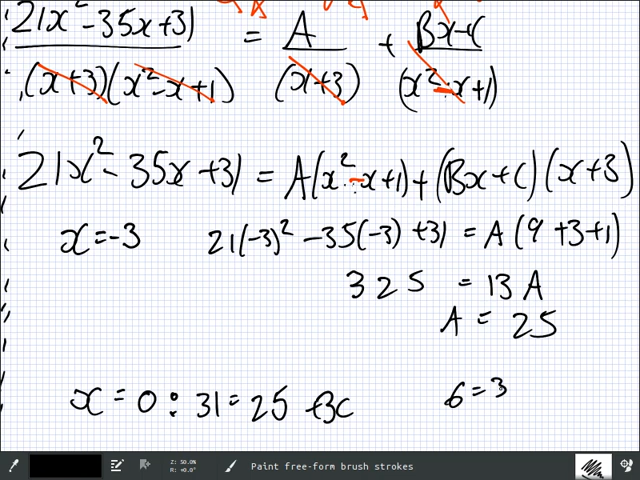 21x² - 35x + 31 = A + Bx+C
(x+3)(x²-x+1) (x+3) (x²-x+1)
21x² - 35x + 31 = A(x²-x+1) + (Bx+C)(x+3)
x = -3 21(-3)² - 35(-3) + 31 = A(9+3+1)
325 = 13A
A = 25
x = 0 : 31 = 25 + 3C 6 = 3
Z: 50.0%
R: +0.0°
Paint free-form brush strokes